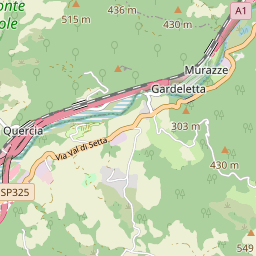 onte
ole
515 m
436 m
430 m
A1
Murazze
Gardeletta
303 m
Quercia
Via Val di Setta
430 m
SP325
549